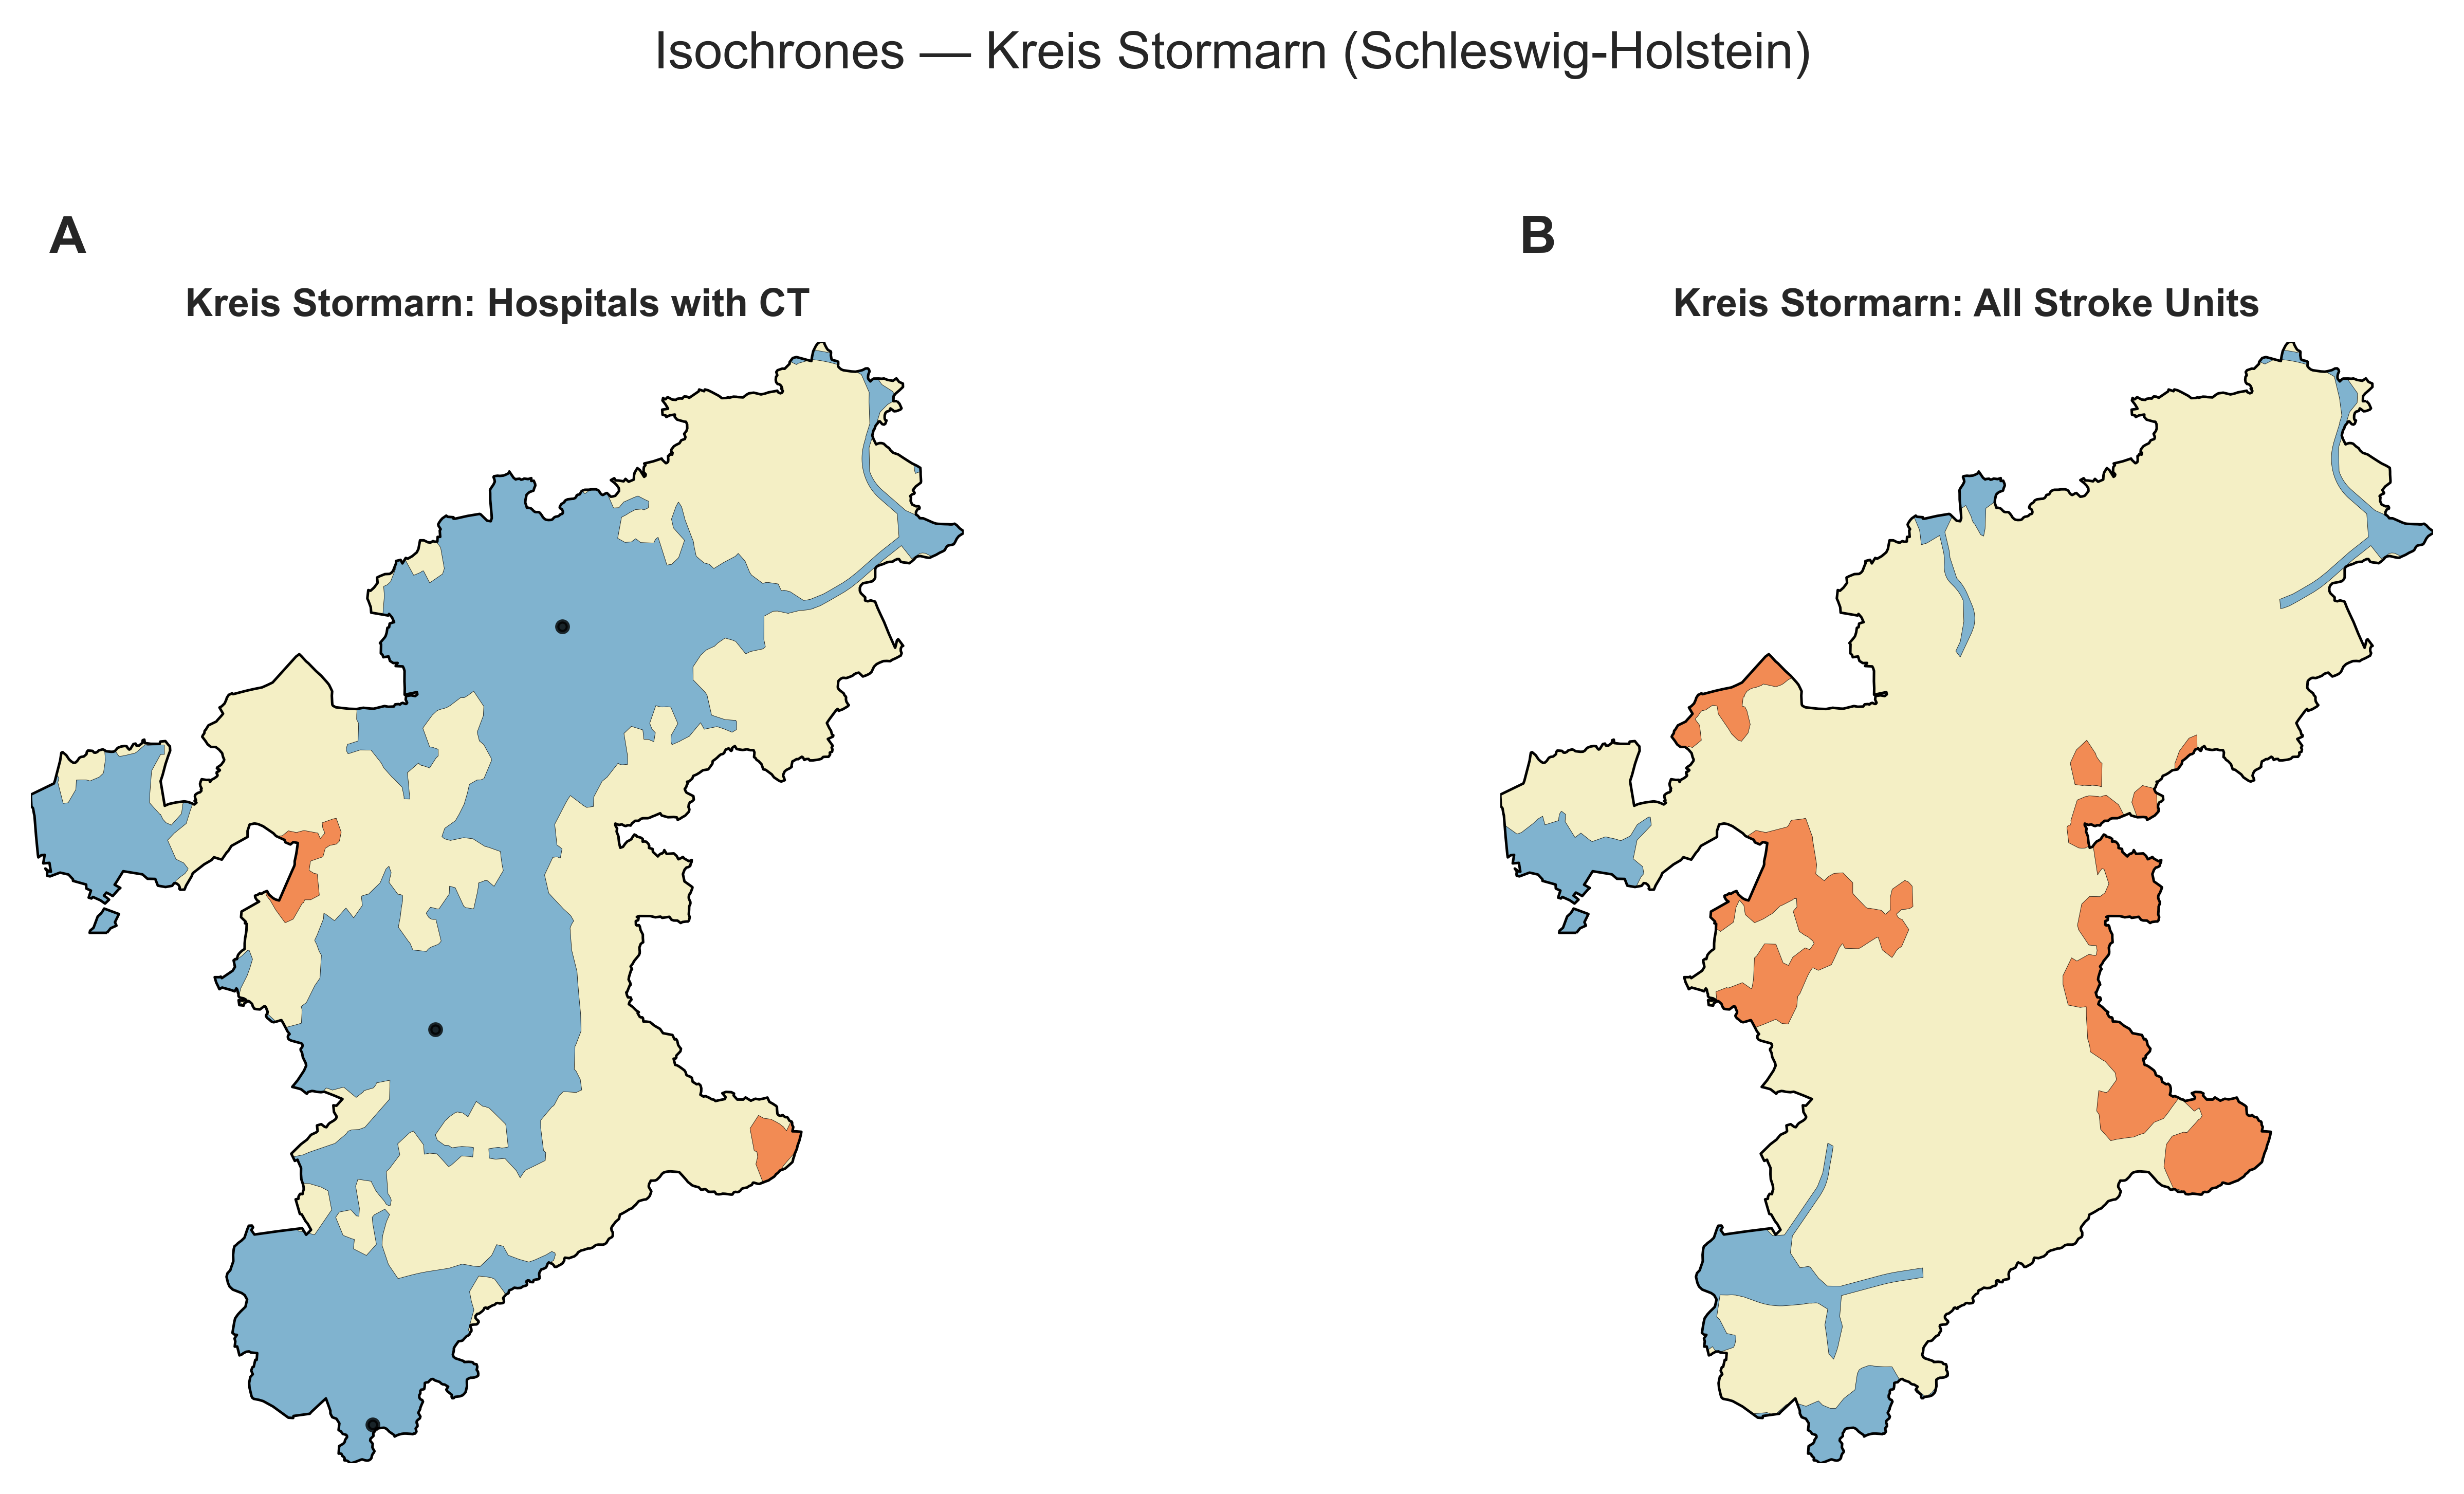 Isochrones — Kreis Stormarn (Schleswig-Holstein)
A
B
Kreis Stormarn: Hospitals with CT
Kreis Stormarn: All Stroke Units